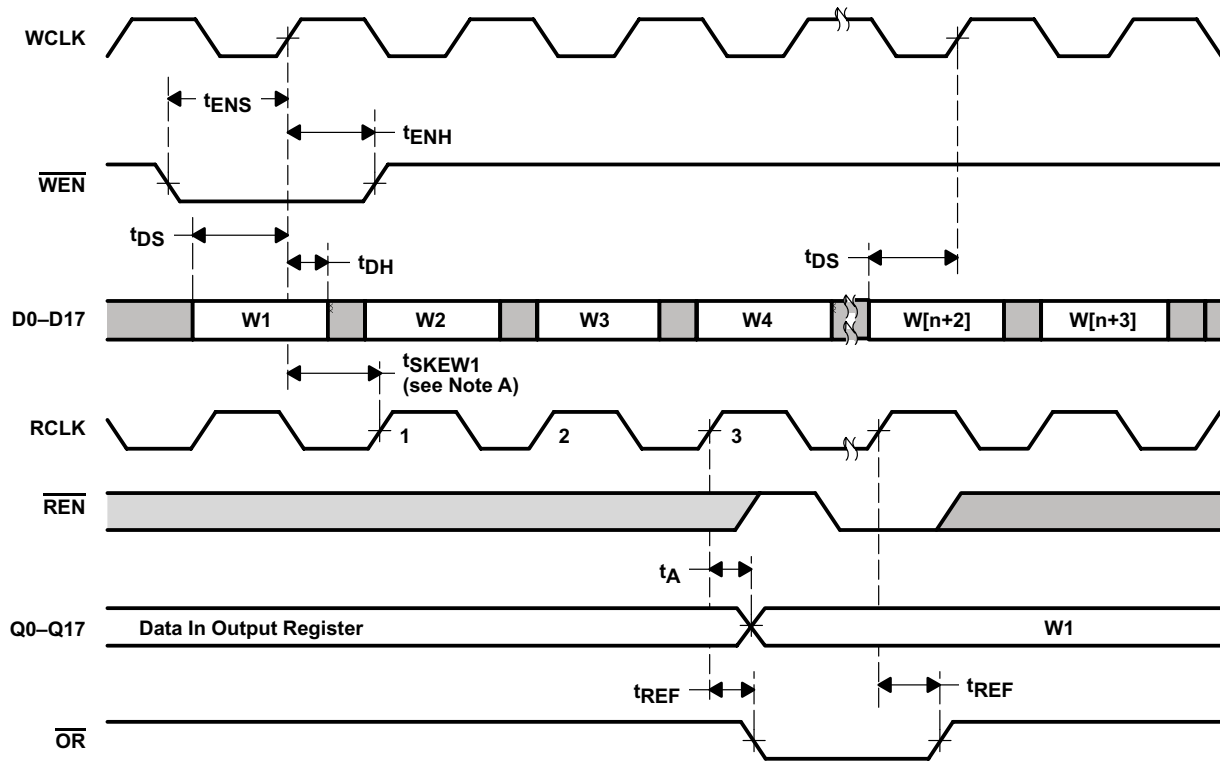 WCLK
tENS
tENH
WEN
tDS
tDH
tDS
D0–D17
W1
W2
W3
W4
W[n+2]
W[n+3]
tSKEW1
(see Note A)
RCLK
1
2
3
REN
tA
Q0–Q17
Data In Output Register
W1
tREF
tREF
OR